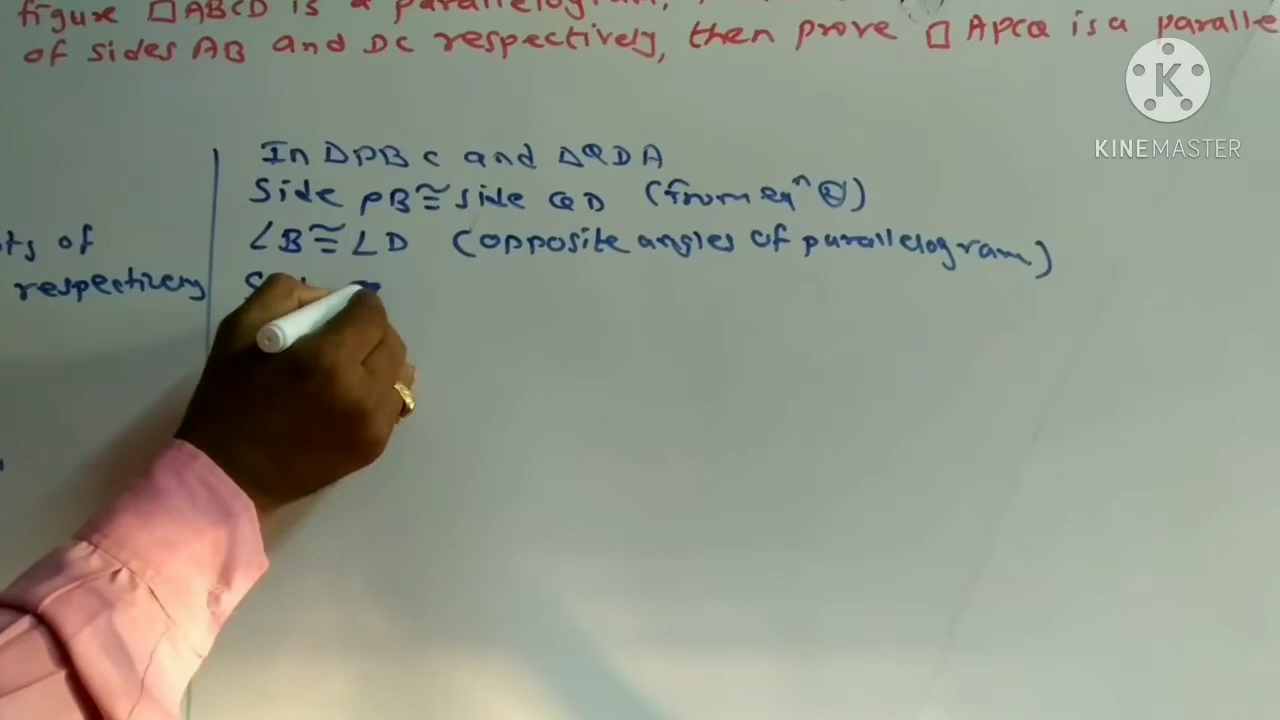 figure □ABCD is a parallelogram,
of sides AB and DC respectively, then prove □ APCQ is a paralle
K
KINEMASTER
In ΔPBC and ΔQDA
Side PB≅side QD (from eqⁿ)
ts of
∠B≅∠D (opposite angles of parallelogram)
respectively